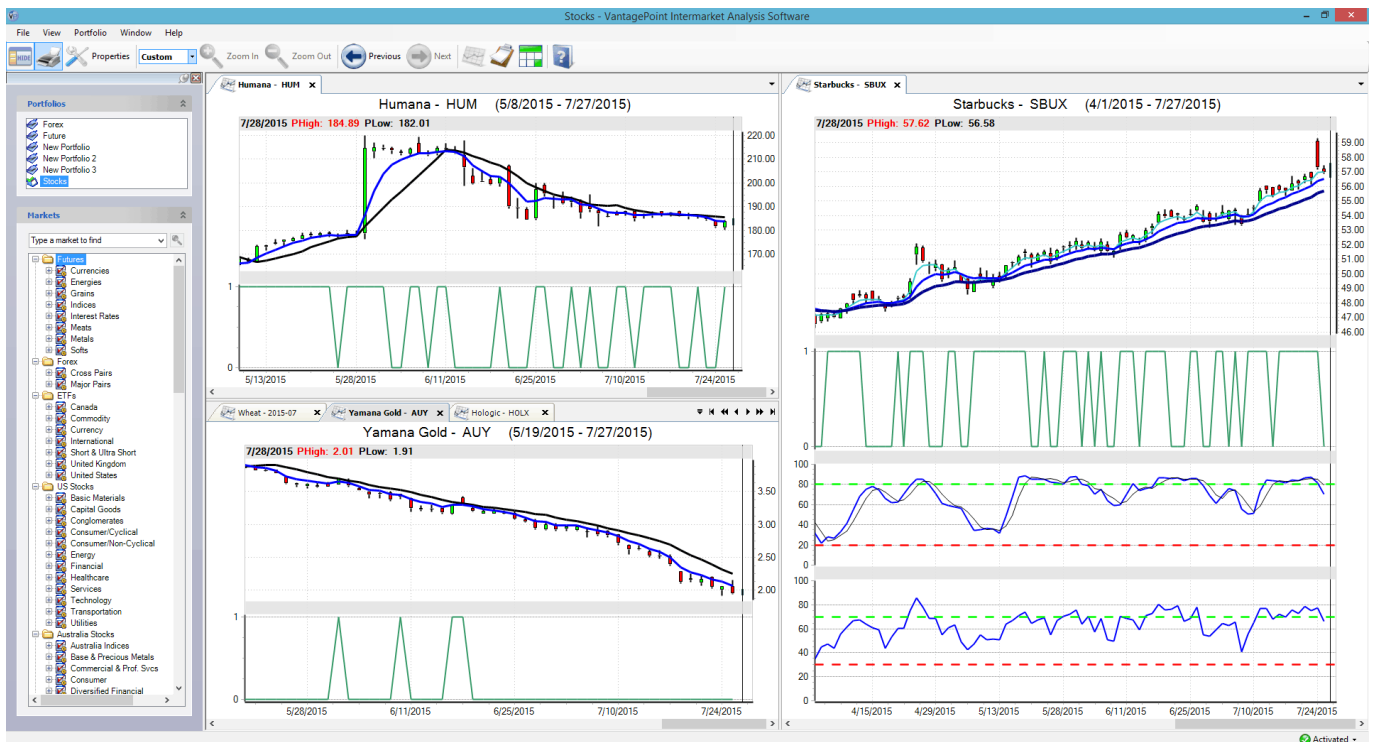 Stocks - VantagePoint Intermarket Analysis Software
File View Portfolio Window Help
HIDE Properties Custom Zoom In Zoom Out Previous Next
Portfolios
Forex
Future
New Portfolio
New Portfolio 2
New Portfolio 3
Stocks
Markets
Type a market to find
Futures
Currencies
Energies
Grains
Indices
Interest Rates
Meats
Metals
Softs
Forex
Cross Pairs
Major Pairs
ETFs
Canada
Commodity
Currency
International
Short & Ultra Short
United Kingdom
United States
US Stocks
Basic Materials
Capital Goods
Conglomerates
Consumer/Cyclical
Consumer/Non-Cyclical
Energy
Financial
Healthcare
Services
Technology
Transportation
Utilities
Australia Stocks
Australia Indices
Base & Precious Metals
Commercial & Prof. Svcs
Consumer
Diversified Financial
Humana - HUM
Humana - HUM (5/8/2015 - 7/27/2015)
7/28/2015 PHigh: 184.89 PLow: 182.01
220.00
210.00
200.00
190.00
180.00
170.00
1
0
5/13/2015 5/28/2015 6/11/2015 6/25/2015 7/10/2015 7/24/2015
Wheat - 2015-07 Yamana Gold - AUY Hologic - HOLX
Yamana Gold - AUY (5/19/2015 - 7/27/2015)
7/28/2015 PHigh: 2.01 PLow: 1.91
3.50
3.00
2.50
2.00
1
0
5/28/2015 6/11/2015 6/25/2015 7/10/2015 7/24/2015
Starbucks - SBUX
Starbucks - SBUX (4/1/2015 - 7/27/2015)
7/28/2015 PHigh: 57.62 PLow: 56.58
59.00
58.00
57.00
56.00
55.00
54.00
53.00
52.00
51.00
50.00
49.00
48.00
47.00
46.00
1
0
100
80
60
40
20
0
100
80
60
40
20
0
4/15/2015 4/29/2015 5/13/2015 5/28/2015 6/11/2015 6/25/2015 7/10/2015 7/24/2015
Activated